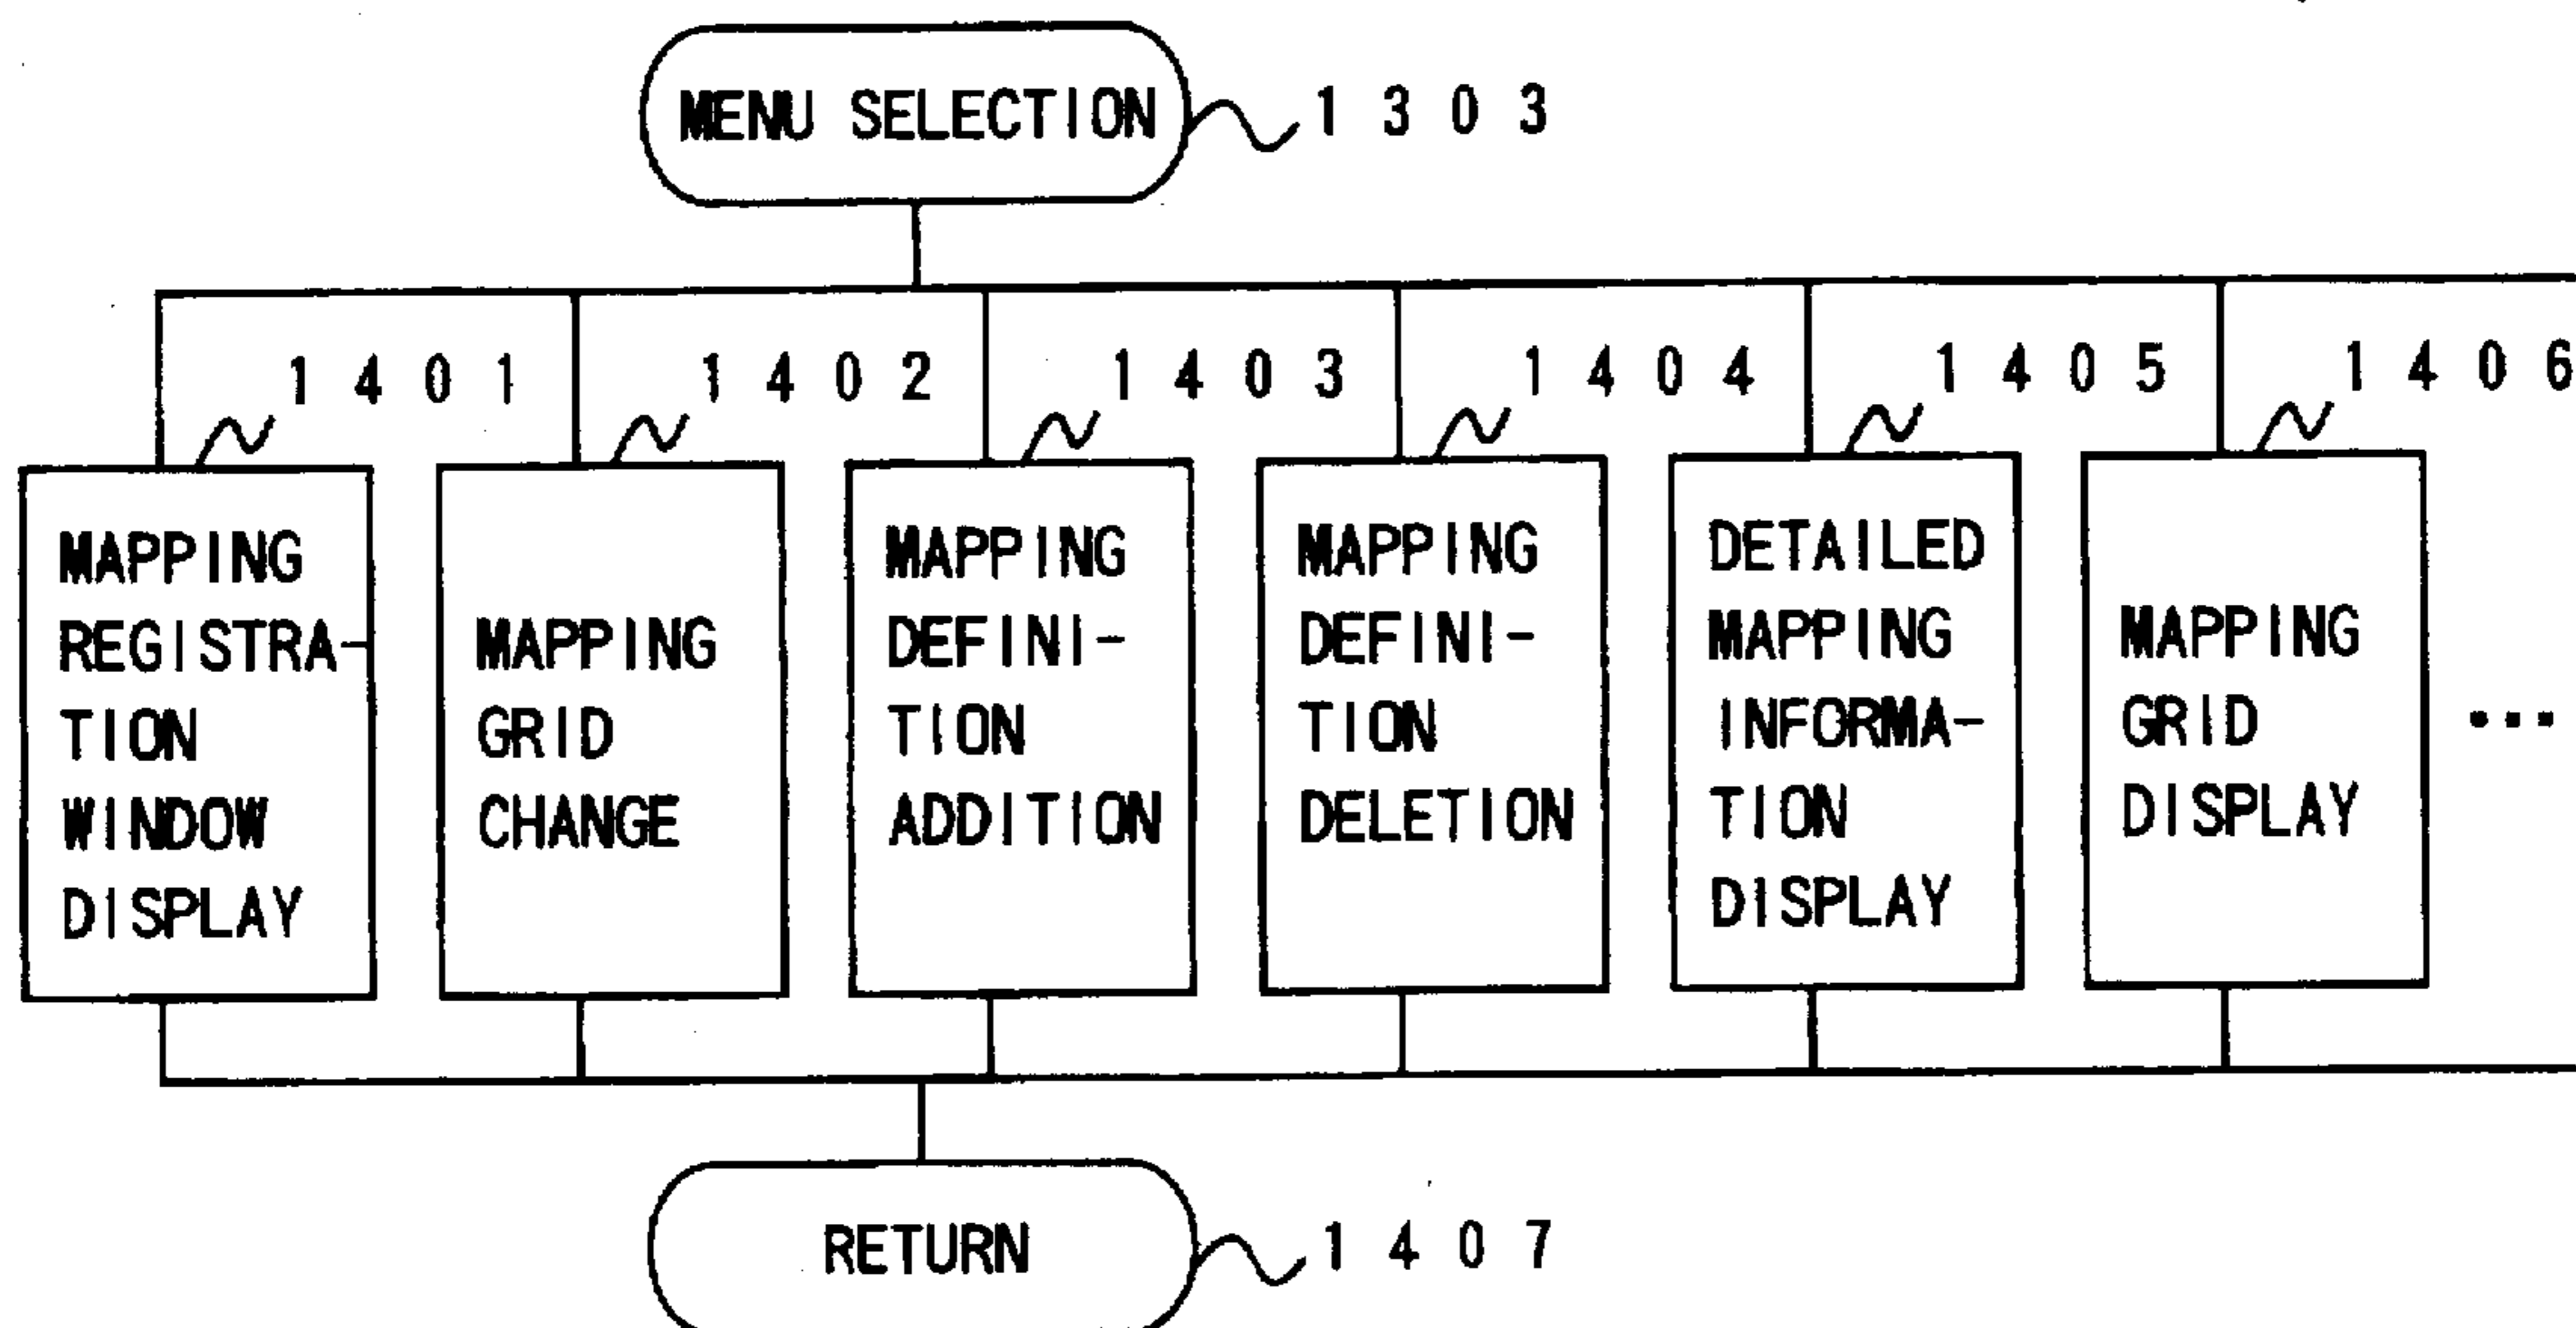 MENU SELECTION
1303
1401
1402
1403
1404
1405
1406
MAPPING
REGISTRA-
TION
WINDOW
DISPLAY
MAPPING
GRID
CHANGE
MAPPING
DEFINI-
TION
ADDITION
MAPPING
DEFINI-
TION
DELETION
DETAILED
MAPPING
INFORMA-
TION
DISPLAY
MAPPING
GRID
DISPLAY
...
RETURN
1407